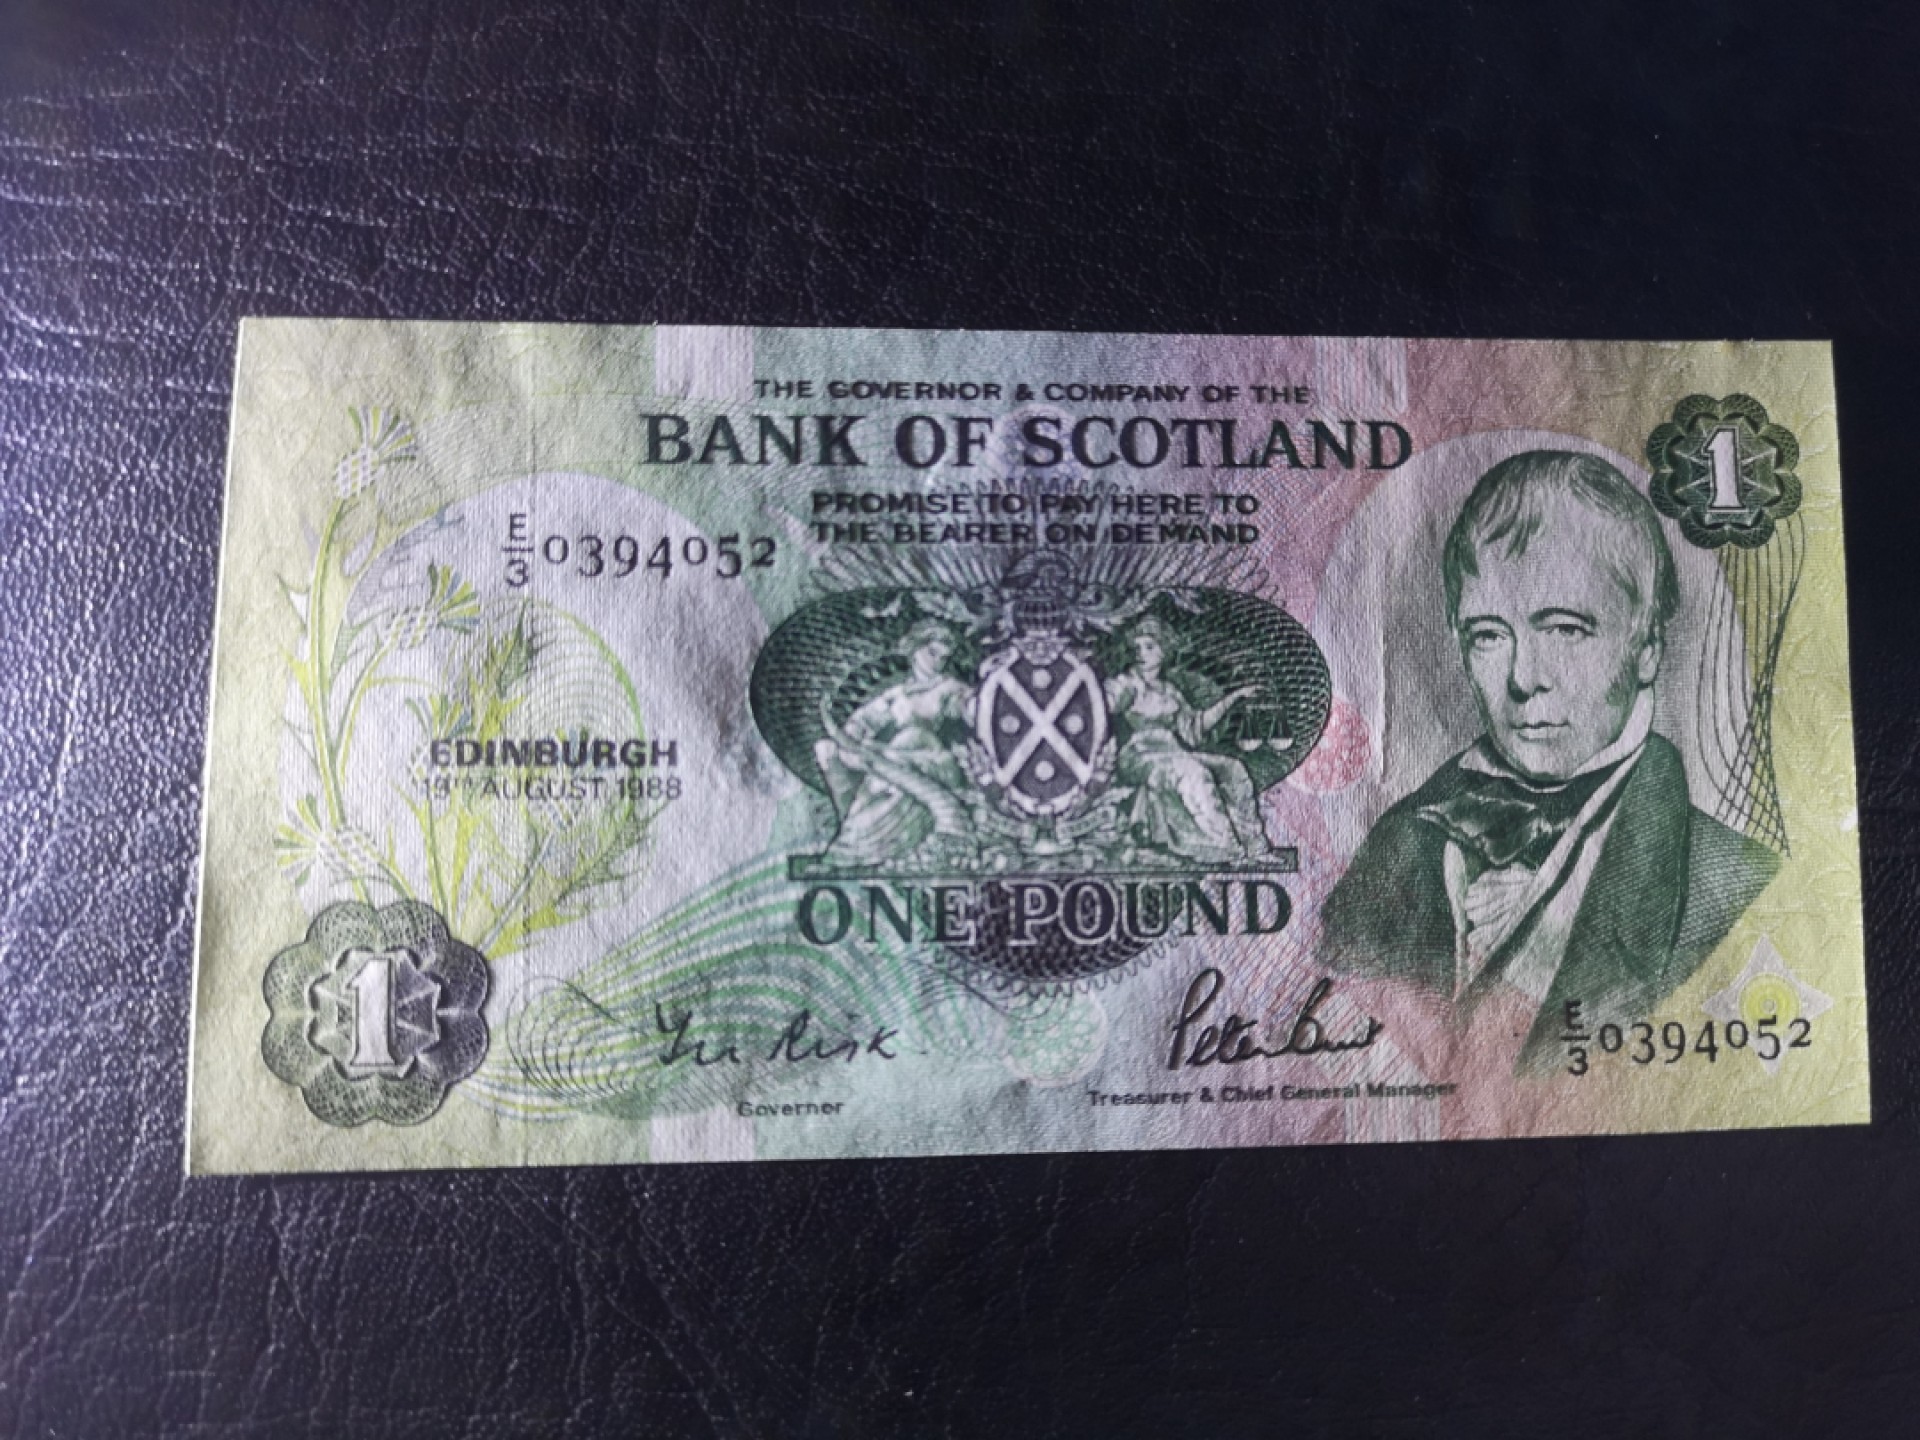 THE GOVERNOR & COMPANY OF THE
BANK OF SCOTLAND
PROMISE TO PAY HERE TO
THE BEARER ON DEMAND
1
E/3 0394052
EDINBURGH
19TH AUGUST 1988
ONE POUND
1
Governor
Treasurer & Chief General Manager
E/3 0394052